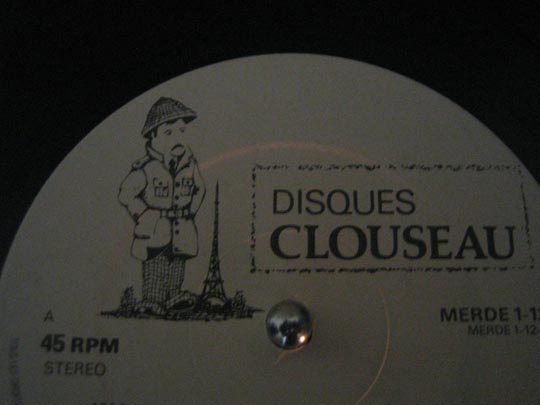 DISQUES
CLOUSEAU
A
MERDE 1-12
45 RPM
MERDE 1-12-
STEREO